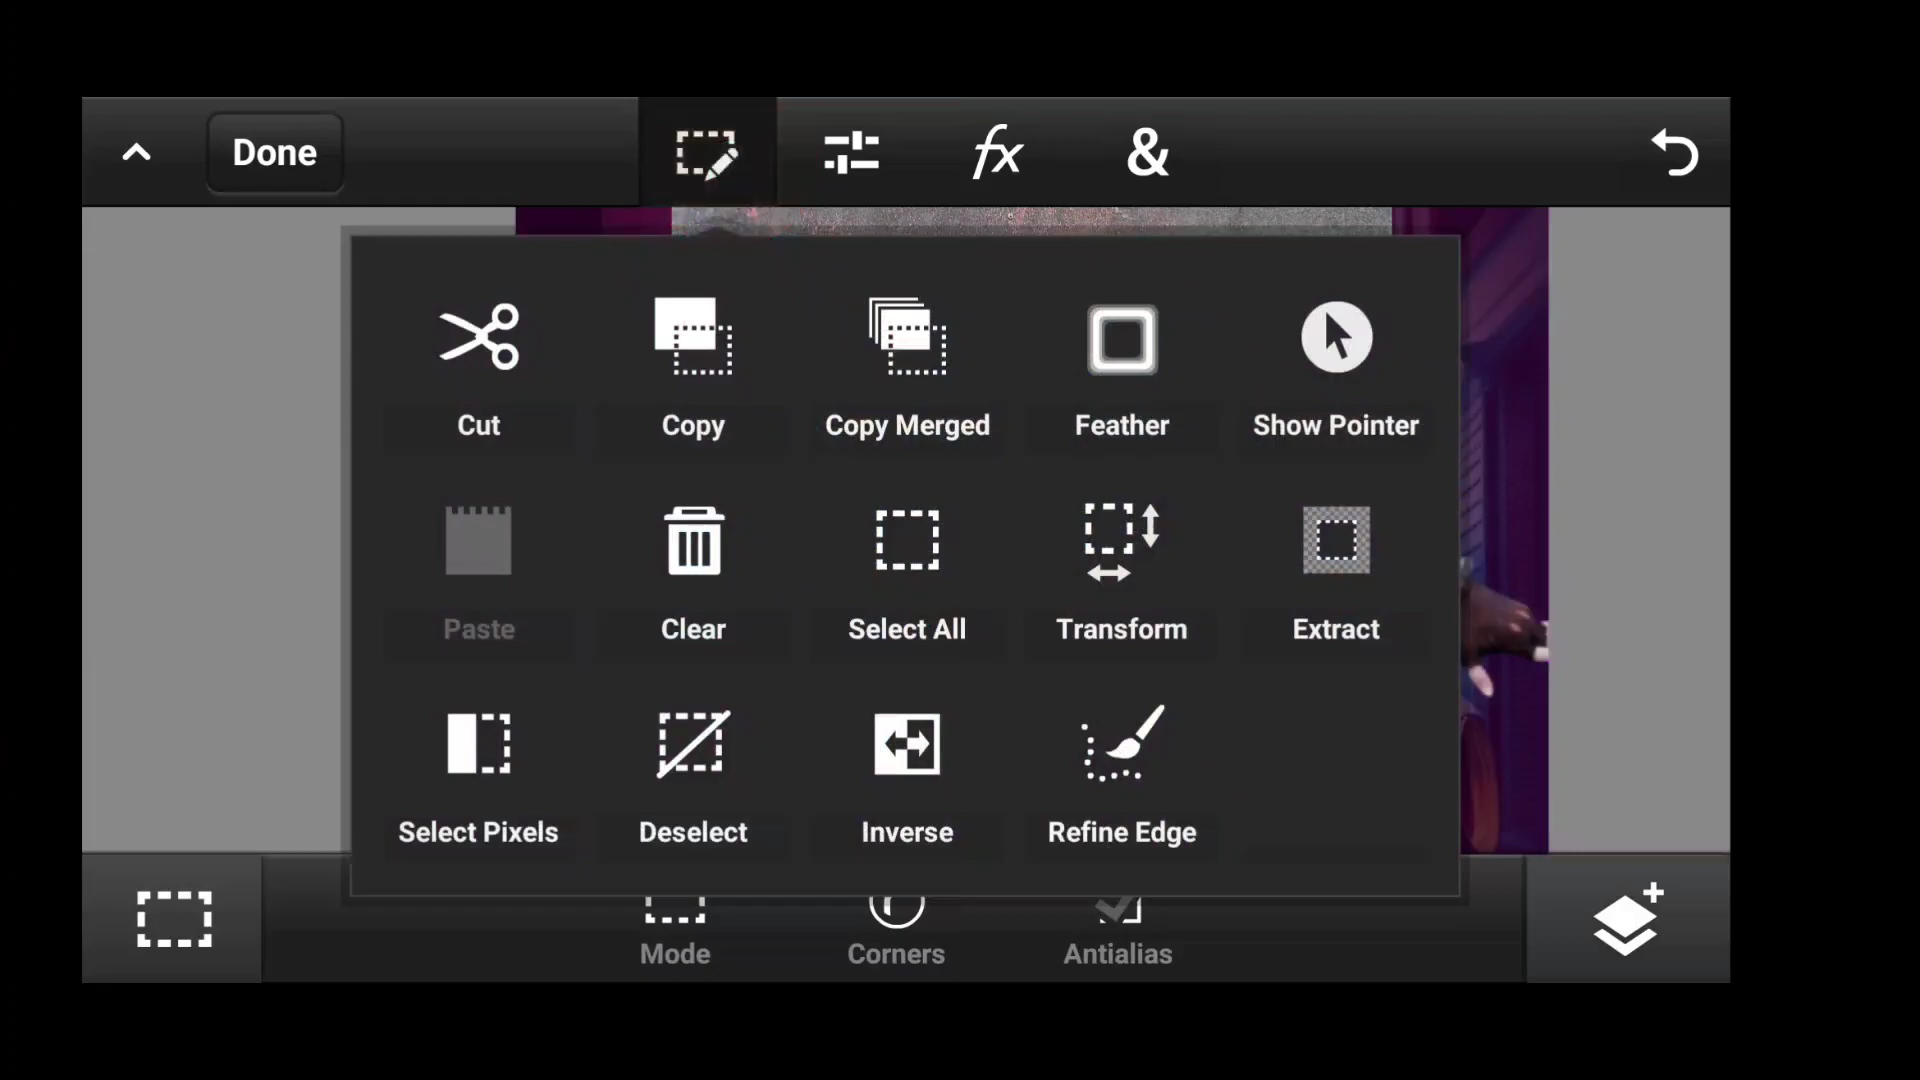 Done
fx
&
Cut
Copy
Copy Merged
Feather
Show Pointer
Paste
Clear
Select All
Transform
Extract
Select Pixels
Deselect
Inverse
Refine Edge
Mode
Corners
Antialias